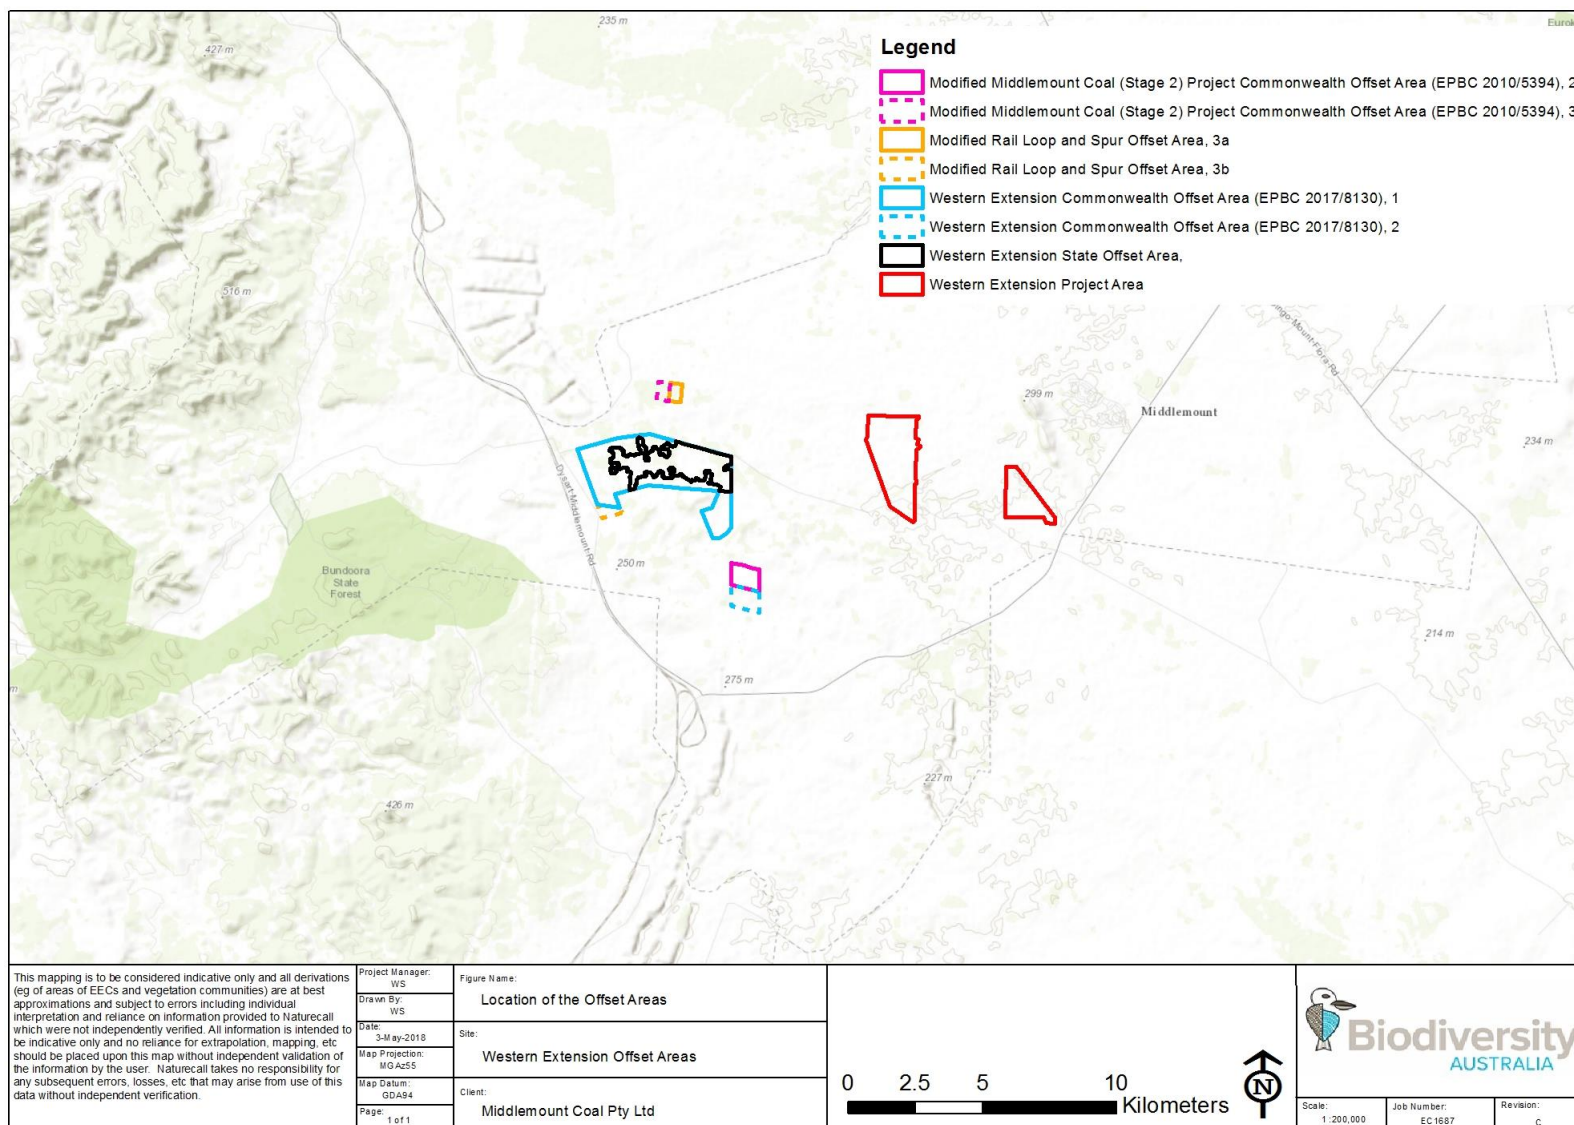 235 m
Eurok
427 m
Legend
Modified Middlemount Coal (Stage 2) Project Commonwealth Offset Area (EPBC 2010/5394), 2
Modified Middlemount Coal (Stage 2) Project Commonwealth Offset Area (EPBC 2010/5394), 3
Modified Rail Loop and Spur Offset Area, 3a
Modified Rail Loop and Spur Offset Area, 3b
Western Extension Commonwealth Offset Area (EPBC 2017/8130), 1
Western Extension Commonwealth Offset Area (EPBC 2017/8130), 2
Western Extension State Offset Area,
Western Extension Project Area
516 m
ingo-Mount-Flora-Rd
299 m
Middlemount
234 m
Dysart-Middlemount-Rd
250 m
Bundoora
State
Forest
214 m
m
275 m
227 m
426 m
This mapping is to be considered indicative only and all derivations
(eg of areas of EECs and vegetation communities) are at best
approximations and subject to errors including individual
interpretation and reliance on information provided to Naturecall
which were not independently verified. All information is intended to
be indicative only and no reliance for extrapolation, mapping, etc
should be placed upon this map without independent validation of
the information by the user. Naturecall takes no responsibility for
any subsequent errors, losses, etc that may arise from use of this
data without independent verification.
Project Manager:
WS
Drawn By:
WS
Date:
3-May-2018
Map Projection:
MGAz55
Map Datum:
GDA94
Page:
1 of 1
Figure Name:
Location of the Offset Areas
Site:
Western Extension Offset Areas
Client:
Middlemount Coal Pty Ltd
0 2.5 5 10
Kilometers
N
Biodiversity
AUSTRALIA
Scale:
1:200,000
Job Number:
EC1687
Revision:
C